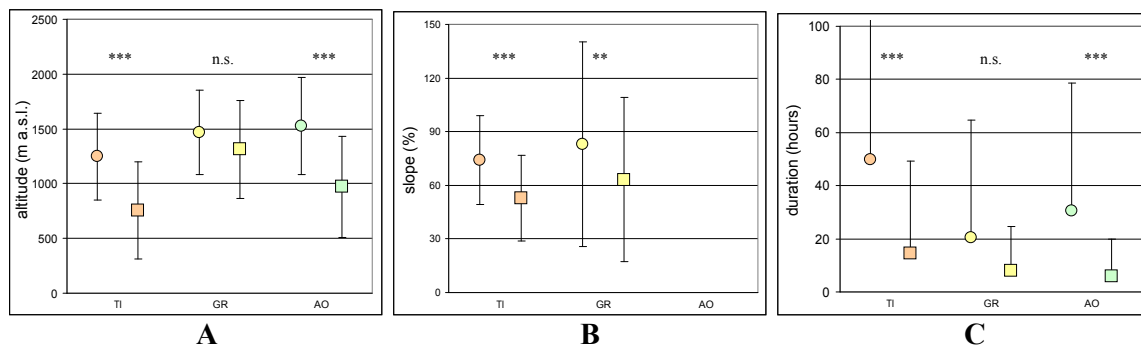 2500
2000
1500
1000
500
0
altitude (m a.s.l.)
*** n.s. ***
TI GR AO
A
150
120
90
60
30
0
slope (%)
*** **
TI GR AO
B
100
80
60
40
20
0
duration (hours)
*** n.s. ***
TI GR AO
C